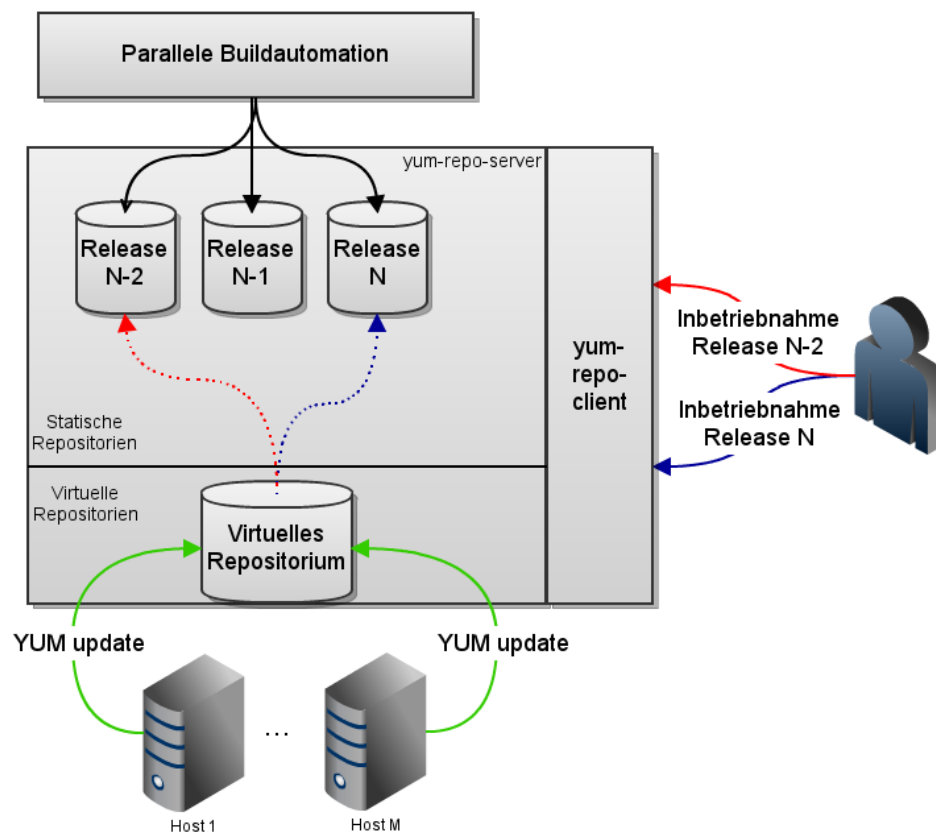 Parallele Buildautomation
yum-repo-server
Release
N-2
Release
N-1
Release
N
yum-
repo-
client
Inbetriebnahme
Release N-2
Inbetriebnahme
Release N
Statische
Repositorien
Virtuelle
Repositorien
Virtuelles
Repositorium
YUM update
YUM update
...
Host 1
Host M